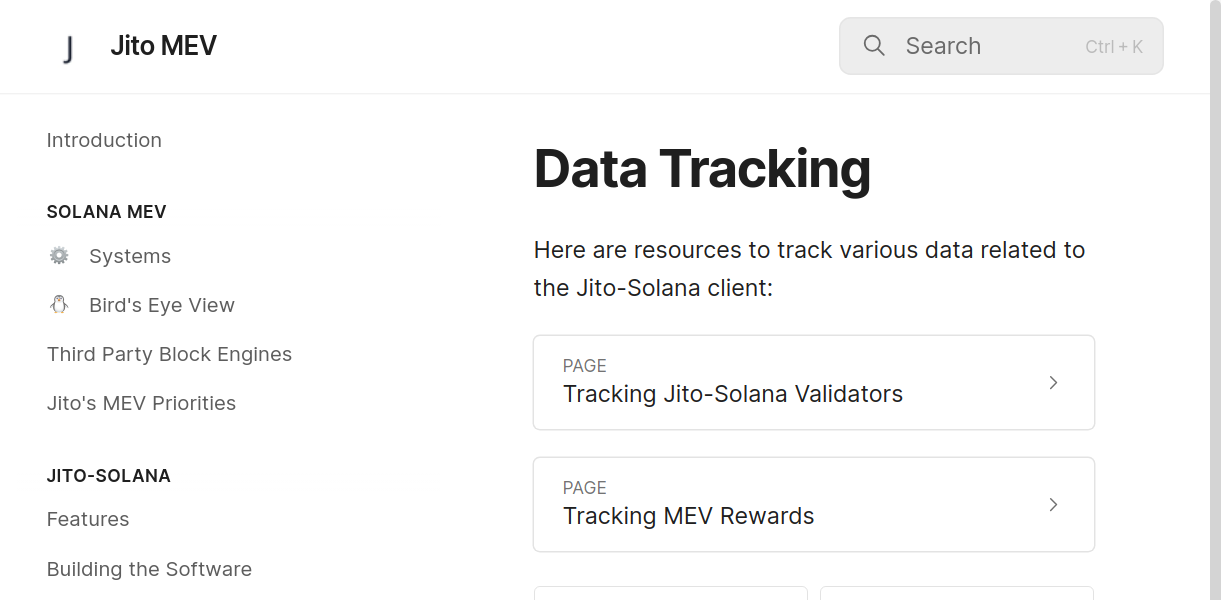 J Jito MEV
Search Ctrl + K
Introduction
SOLANA MEV
Systems
Bird's Eye View
Third Party Block Engines
Jito's MEV Priorities
JITO-SOLANA
Features
Building the Software
Data Tracking
Here are resources to track various data related to
the Jito-Solana client:
PAGE
Tracking Jito-Solana Validators
PAGE
Tracking MEV Rewards